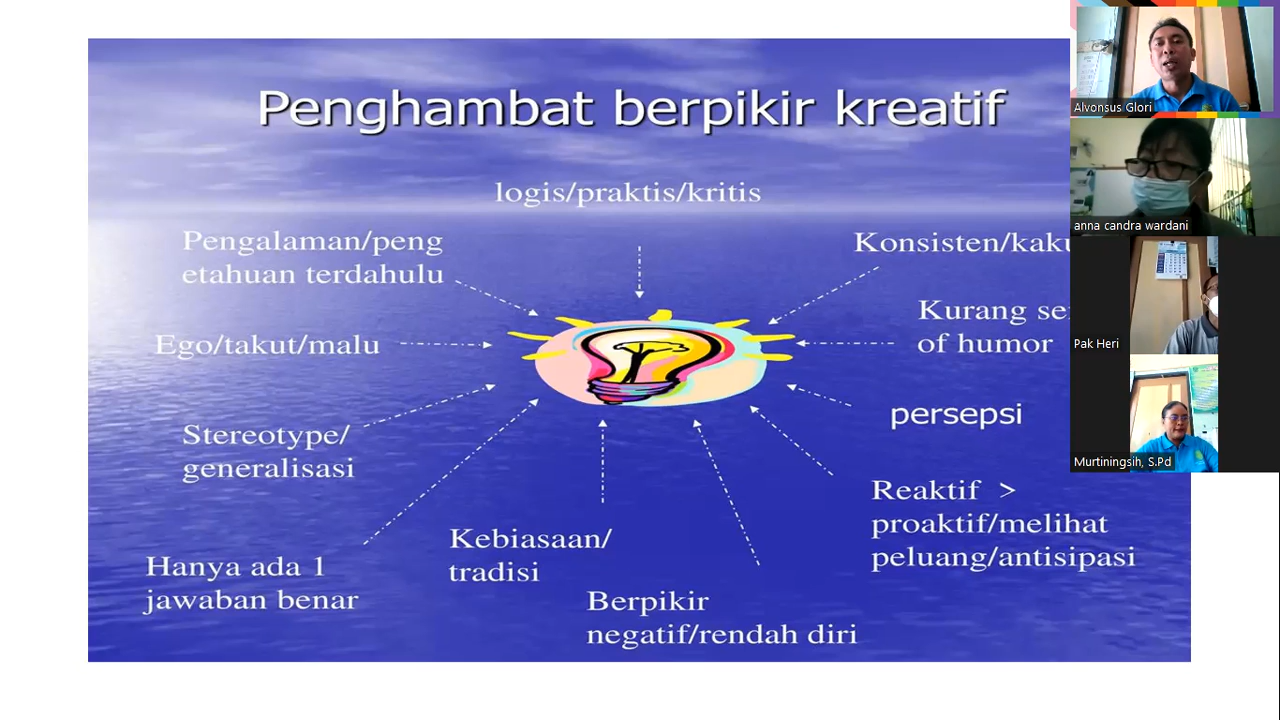 Penghambat berpikir kreatif
logis/praktis/kritis
Pengalaman/peng
etahuan terdahulu
Konsisten/kaku
Kurang
of humor
Ego/takut/malu
persepsi
Stereotype/
generalisasi
Reaktif >
proaktif/melihat
peluang/antisipasi
Kebiasaan/
tradisi
Hanya ada 1
jawaban benar
Berpikir
negatif/rendah diri
Alvonsus Glori
anna candra wardani
Pak Heri
Murtiningsih, S.Pd